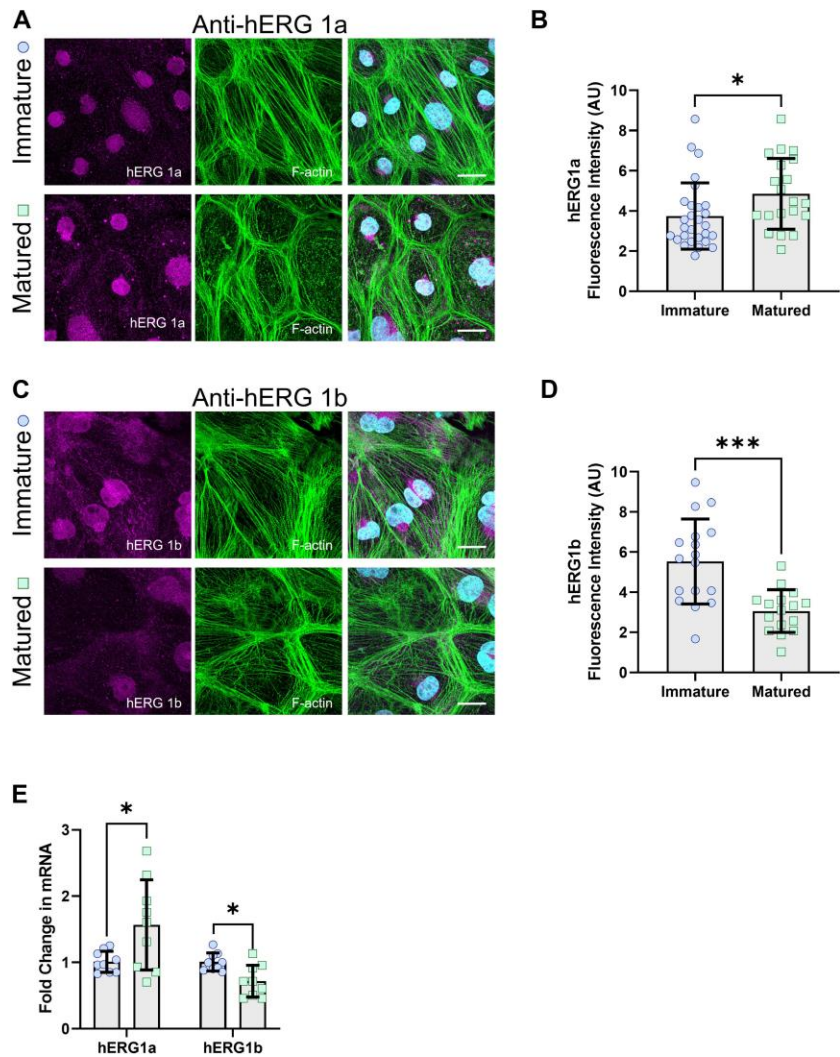 A
Anti-hERG 1a
Immature
hERG 1a
F-actin
Matured
hERG 1a
F-actin
B
hERG1a
Fluorescence Intensity (AU)
10
8
6
4
2
0
*
Immature
Matured
C
Anti-hERG 1b
Immature
hERG 1b
F-actin
Matured
hERG 1b
F-actin
D
hERG1b
Fluorescence Intensity (AU)
10
8
6
4
2
0
***
Immature
Matured
E
Fold Change in mRNA
3
2
1
0
*
*
hERG1a
hERG1b